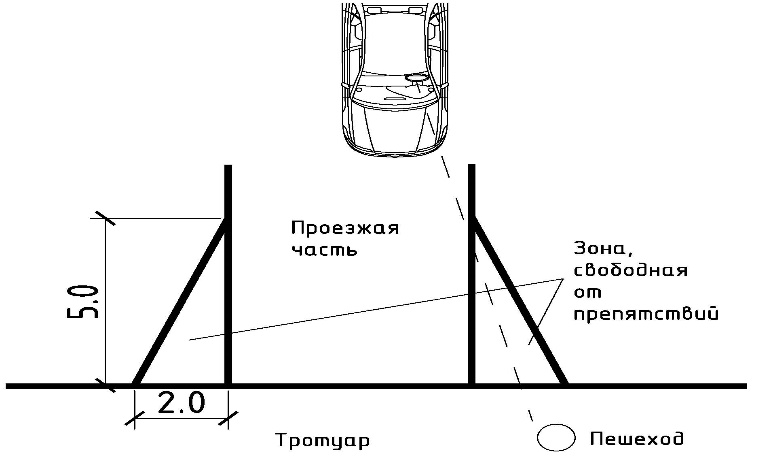 Проезжая
часть
Зона,
свободная
от
препятствий
5.0
2.0
Тротуар
Пешеход